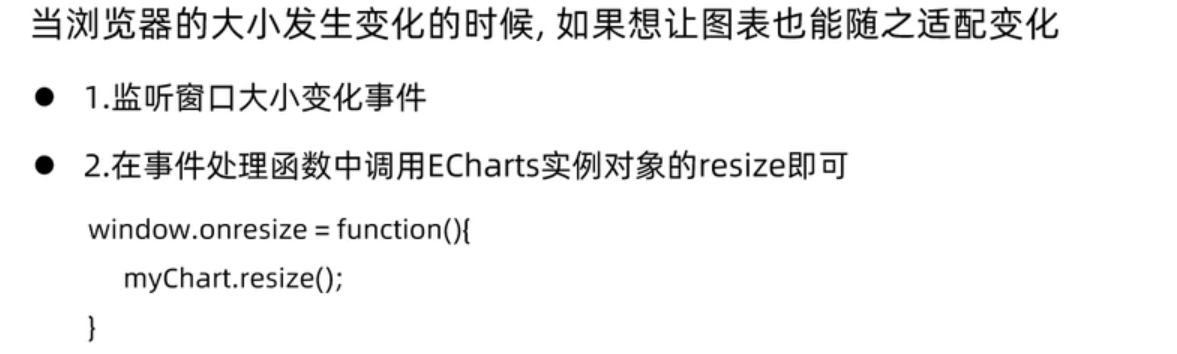 当浏览器的大小发生变化的时候, 如果想让图表也能随之适配变化
● 1.监听窗口大小变化事件
● 2.在事件处理函数中调用ECharts实例对象的resize即可
window.onresize = function(){
myChart.resize();
}